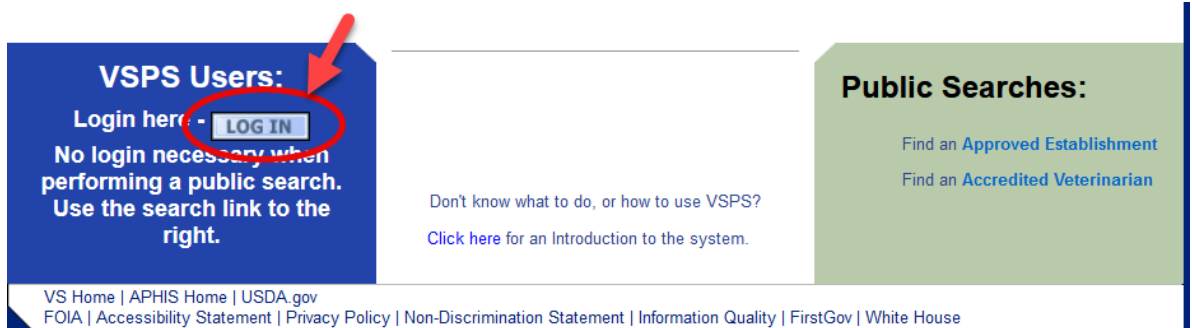 VSPS Users:
Login here - LOG IN
No login necessary when
performing a public search.
Use the search link to the
right.
Don't know what to do, or how to use VSPS?
Click here for an Introduction to the system.
Public Searches:
Find an Approved Establishment
Find an Accredited Veterinarian
VS Home | APHIS Home | USDA.gov
FOIA | Accessibility Statement | Privacy Policy | Non-Discrimination Statement | Information Quality | FirstGov | White House